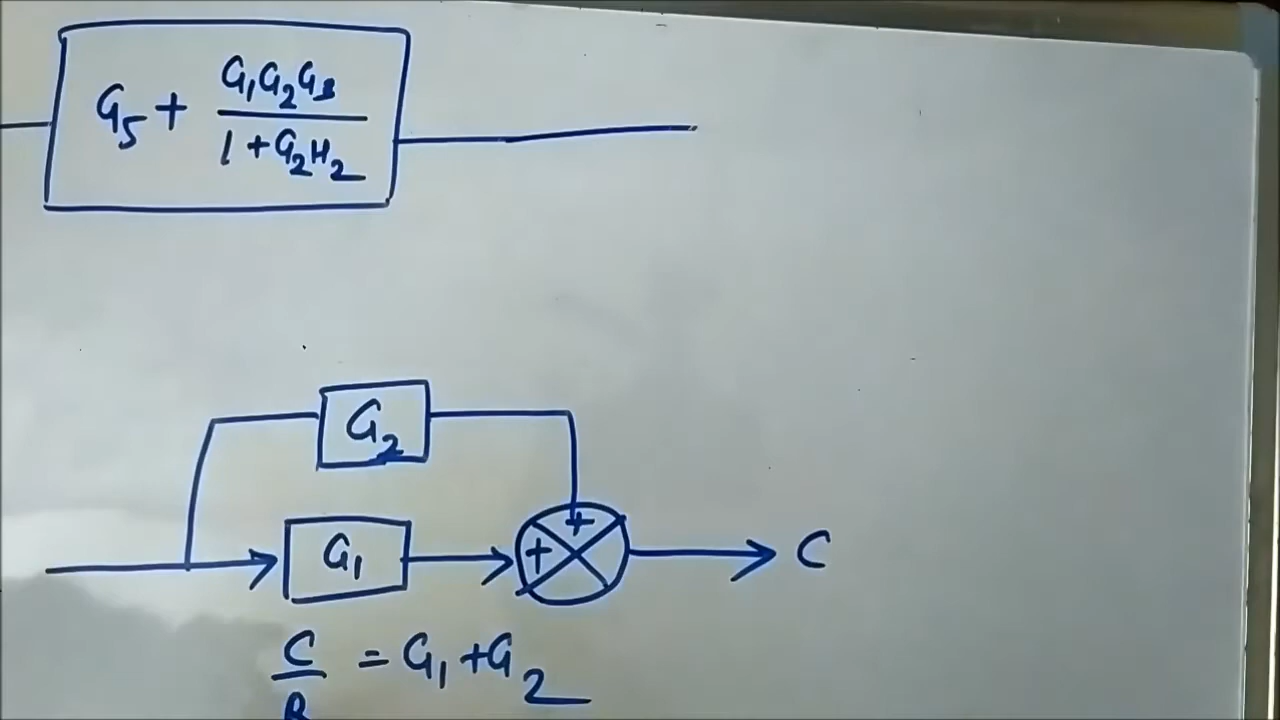 G₅ + G₁G₂G₃
1 + G₂H₂
G₂
+
G₁ + C
C = G₁ + G₂
R